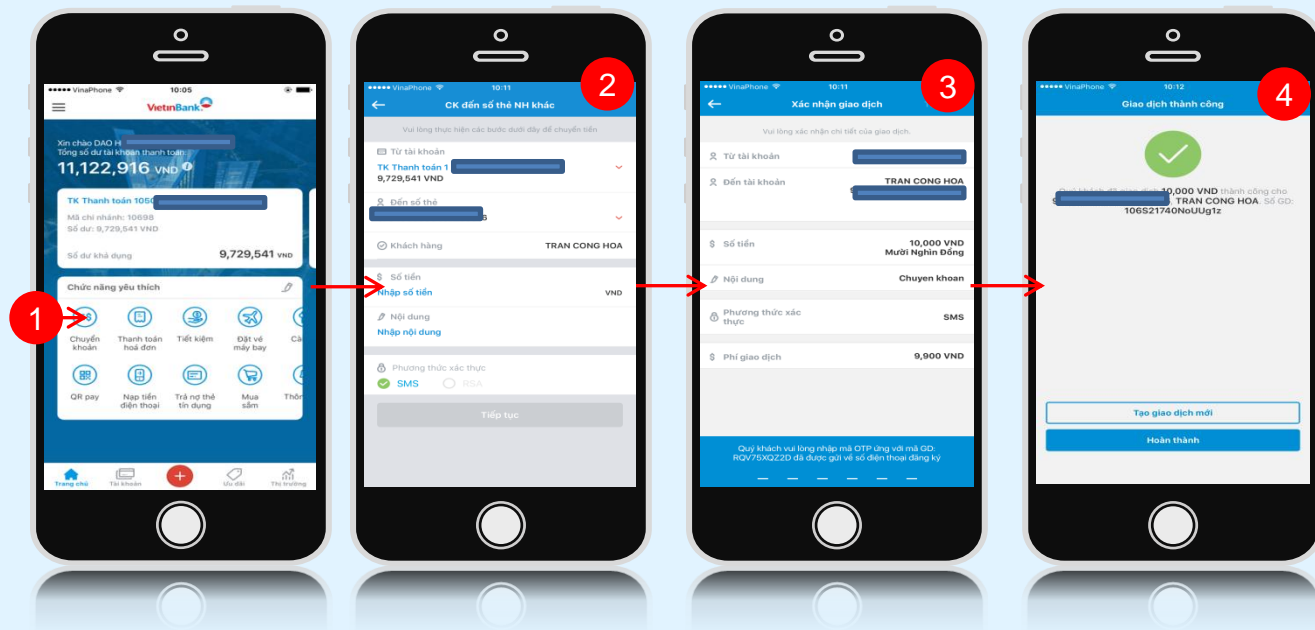 1
VinaPhone 10:05
VietinBank
Xin chào DAO H
Tổng số dư tài khoản thanh toán
11,122,916 VND
TK Thanh toán 1050
Mã chi nhánh: 10698
Số dư: 9,729,541 VND
Số dư khả dụng 9,729,541 VND
Chức năng yêu thích
Chuyển khoản
Thanh toán hoá đơn
Tiết kiệm
Đặt vé máy bay
QR pay
Nạp tiền điện thoại
Trả nợ thẻ tín dụng
Mua sắm
Trang chủ
Tài khoản
Ưu đãi
Thị trường
2
VinaPhone 10:11
CK đến số thẻ NH khác
Vui lòng thực hiện các bước dưới đây để chuyển tiền.
Từ tài khoản
TK Thanh toán 1
9,729,541 VND
Đến số thẻ
Khách hàng TRAN CONG HOA
$ Số tiền
Nhập số tiền VND
Nội dung
Nhập nội dung
Phương thức xác thực
SMS RSA
Tiếp tục
3
VinaPhone 10:11
Xác nhận giao dịch
Vui lòng xác nhận chi tiết của giao dịch.
Từ tài khoản
Đến tài khoản TRAN CONG HOA
$ Số tiền 10,000 VND
Mười Nghìn Đồng
Nội dung Chuyen khoan
Phương thức xác thực SMS
$ Phí giao dịch 9,900 VND
Quý khách vui lòng nhập mã OTP ứng với mã GD:
RQV75XQZ2D đã được gửi về số điện thoại đăng ký
4
VinaPhone 10:12
Giao dịch thành công
Quý khách đã giao dịch 10,000 VND thành công cho
9 , TRAN CONG HOA. Số GD:
106S21740NoUUg1z
Tạo giao dịch mới
Hoàn thành